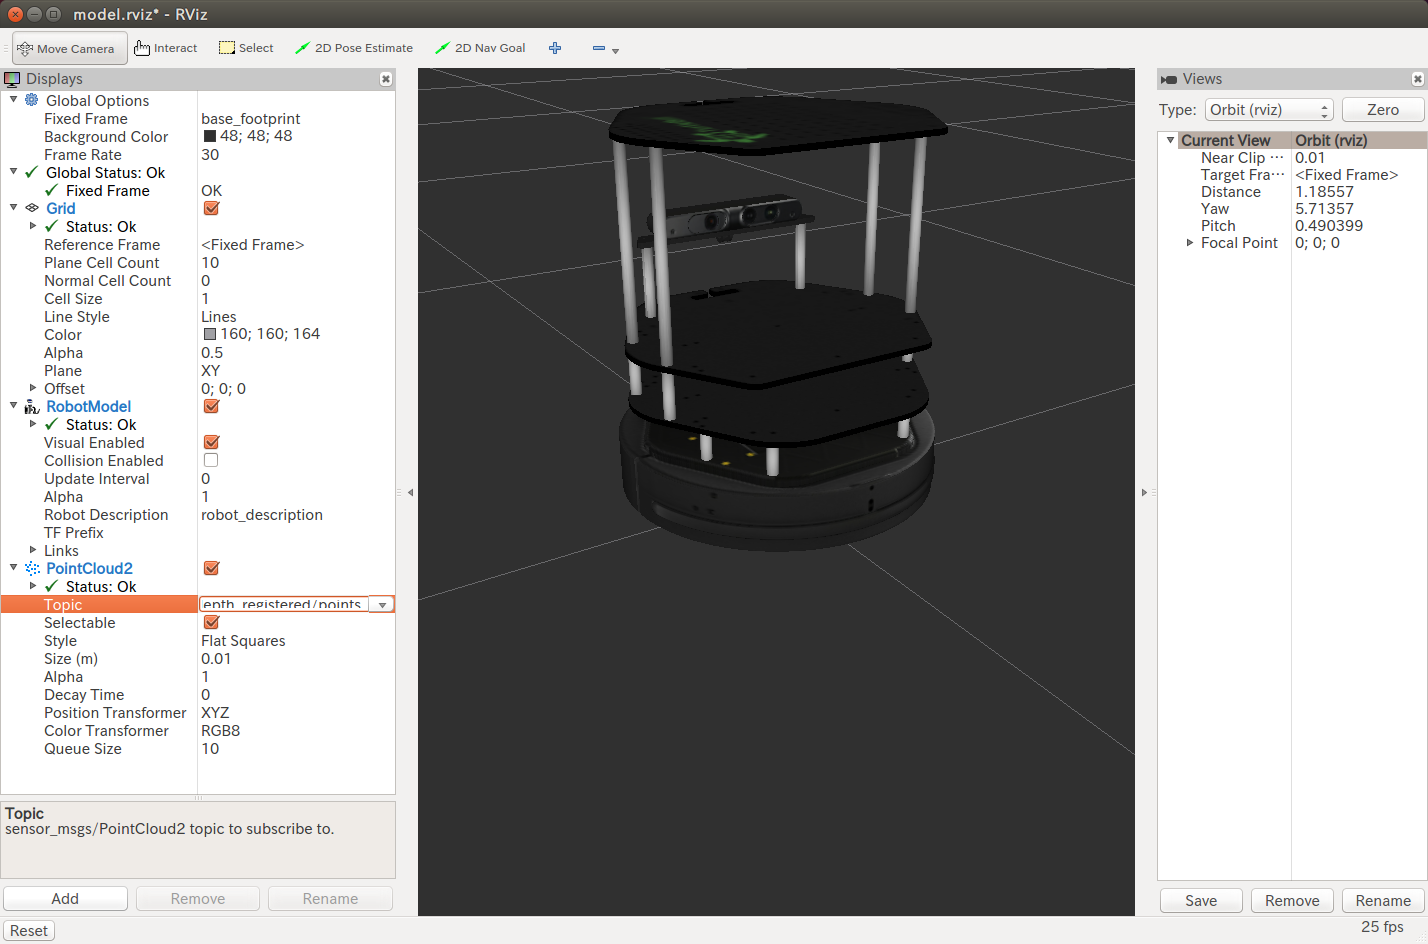 model.rviz* - RViz
Move Camera Interact Select 2D Pose Estimate 2D Nav Goal
Displays
Global Options
Fixed Frame base_footprint
Background Color 48; 48; 48
Frame Rate 30
Global Status: Ok
Fixed Frame OK
Grid
Status: Ok
Reference Frame <Fixed Frame>
Plane Cell Count 10
Normal Cell Count 0
Cell Size 1
Line Style Lines
Color 160; 160; 164
Alpha 0.5
Plane XY
Offset 0; 0; 0
RobotModel
Status: Ok
Visual Enabled
Collision Enabled
Update Interval 0
Alpha 1
Robot Description robot_description
TF Prefix
Links
PointCloud2
Status: Ok
Topic epth_registered/points
Selectable
Style Flat Squares
Size (m) 0.01
Alpha 1
Decay Time 0
Position Transformer XYZ
Color Transformer RGB8
Queue Size 10
Topic
sensor_msgs/PointCloud2 topic to subscribe to.
Add Remove Rename
Reset
Views
Type: Orbit (rviz) Zero
Current View Orbit (rviz)
Near Clip ··· 0.01
Target Fra··· <Fixed Frame>
Distance 1.18557
Yaw 5.71357
Pitch 0.490399
Focal Point 0; 0; 0
Save Remove Rename
25 fps